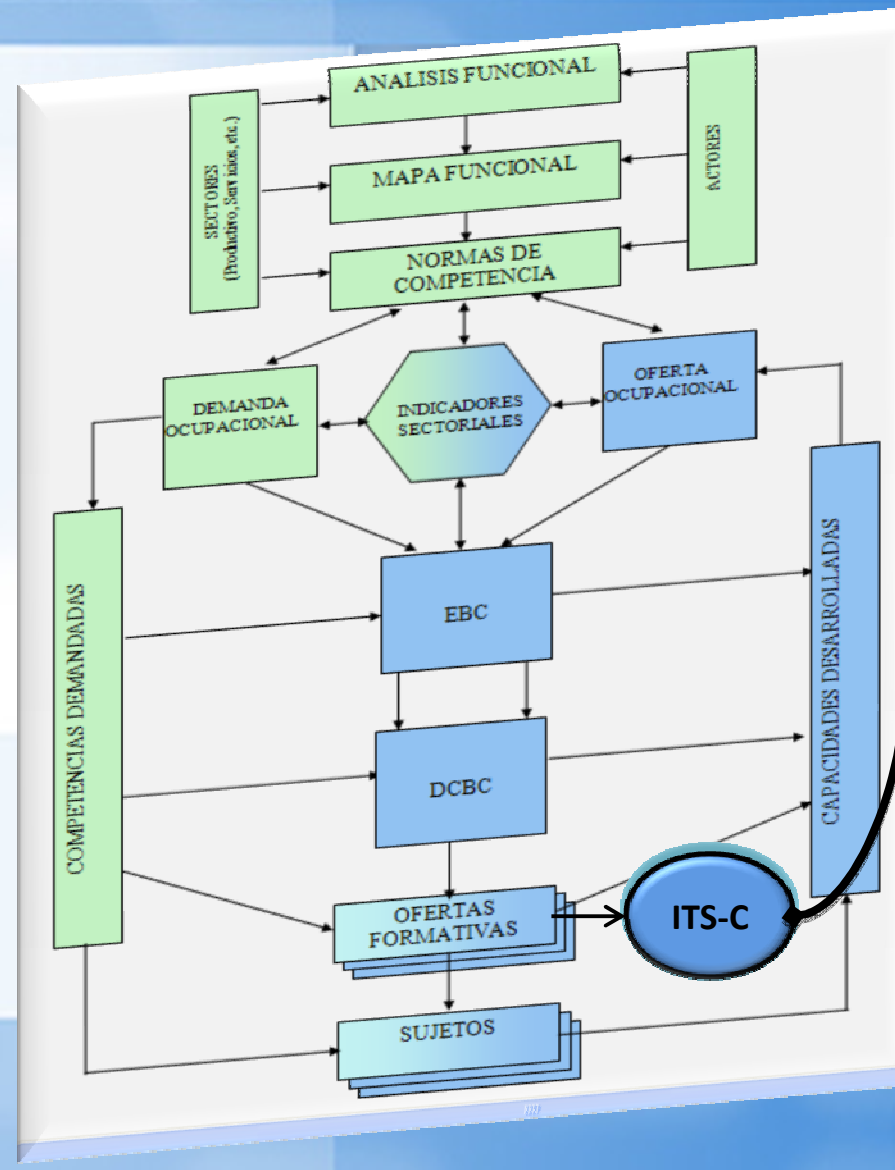 ANALISIS FUNCIONAL
SECTORES
(Productivo, Servicios, etc.)
ACTORES
MAPA FUNCIONAL
NORMAS DE
COMPETENCIA
DEMANDA
OCUPACIONAL
INDICADORES
SECTORIALES
OFERTA
OCUPACIONAL
COMPETENCIAS DEMANDADAS
EBC
CAPACIDADES DESARROLLADAS
DCBC
OFERTAS
FORMATIVAS
ITS-C
SUJETOS